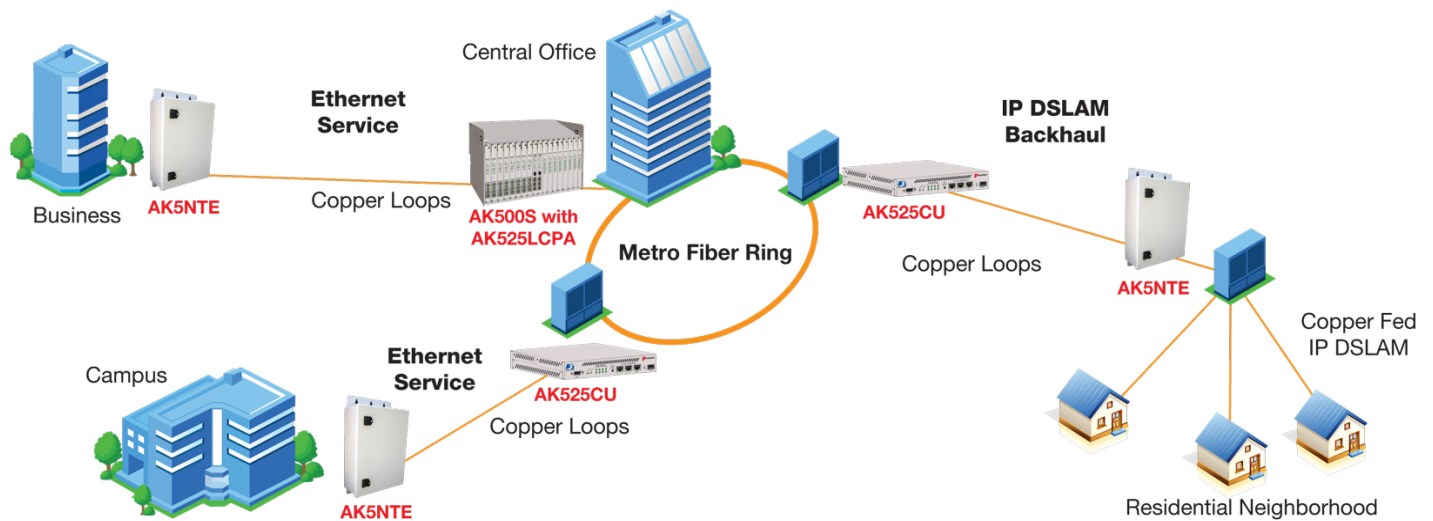 Central Office
Ethernet
Service
IP DSLAM
Backhaul
Business
AK5NTE
Copper Loops
AK500S with
AK525LCPA
AK525CU
Metro Fiber Ring
Copper Loops
AK5NTE
Copper Fed
IP DSLAM
Campus
Ethernet
Service
AK525CU
Copper Loops
AK5NTE
Residential Neighborhood